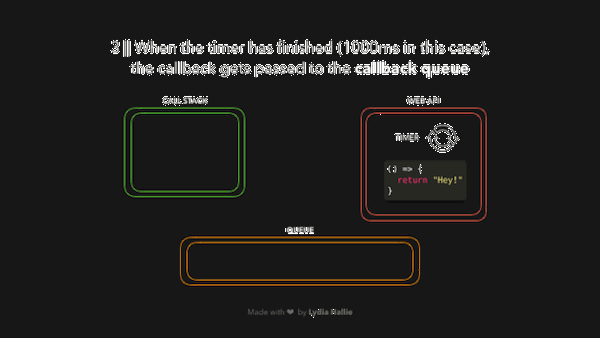 3 || When the timer has finished (1000ms in this case),
the callback gets passed to the callback queue
CALL STACK
WEB API
TIMER
() => {
return "Hey!"
}
QUEUE
Made with ❤ by Lydia Hallie